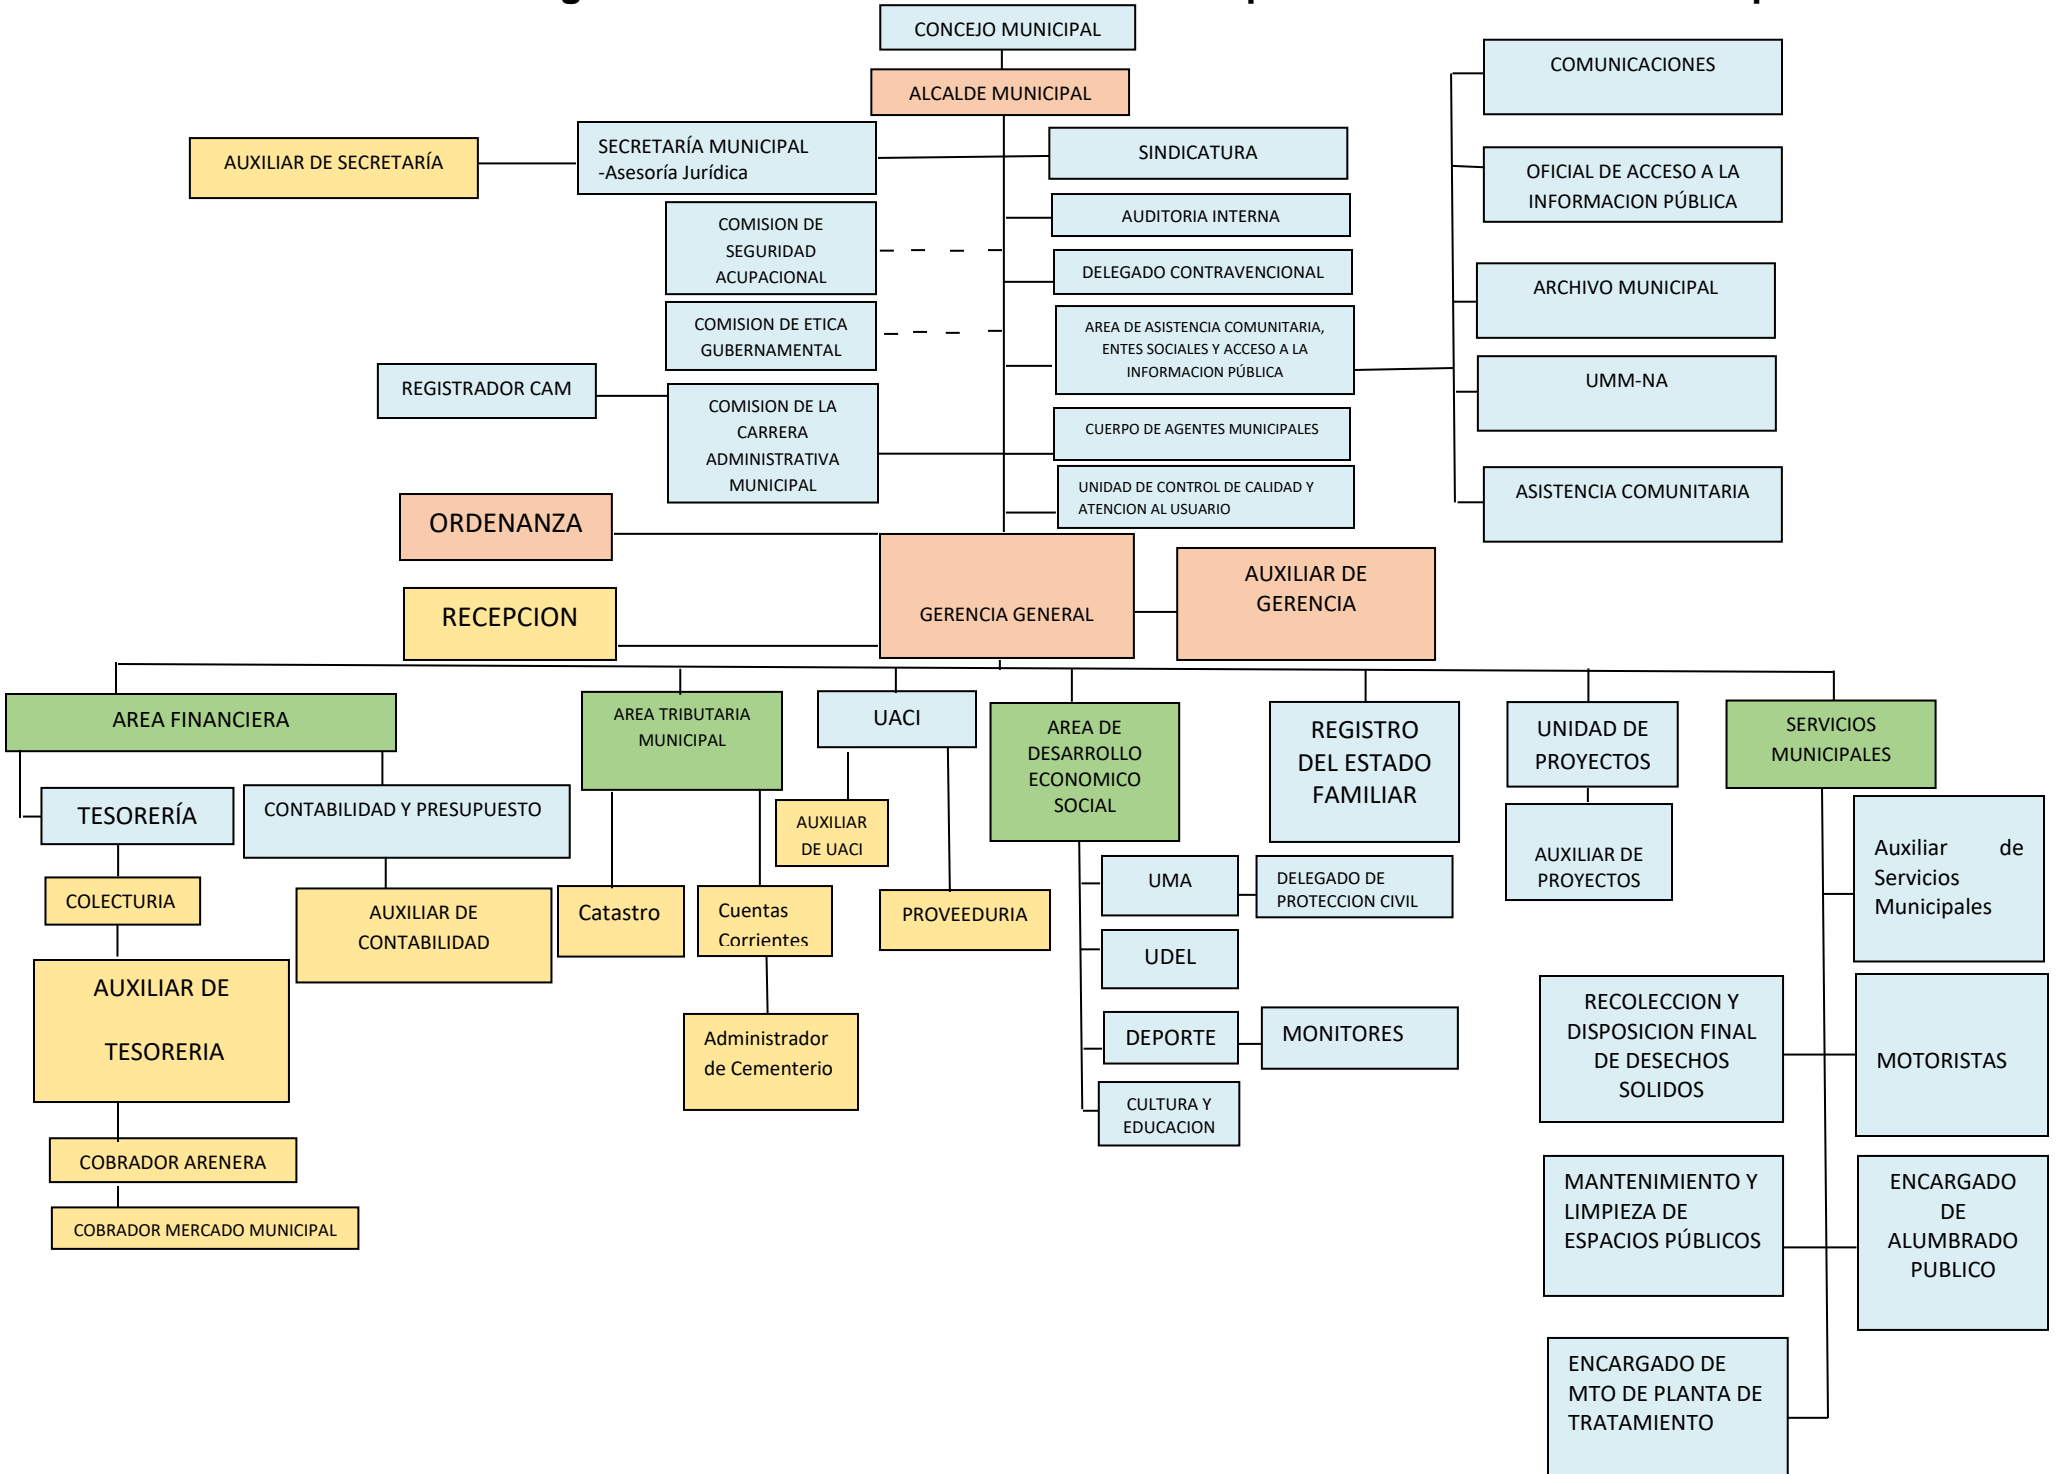 CONCEJO MUNICIPAL
ALCALDE MUNICIPAL
COMUNICACIONES
AUXILIAR DE SECRETARÍA
SECRETARÍA MUNICIPAL
-Asesoría Jurídica
SINDICATURA
OFICIAL DE ACCESO A LA
INFORMACION PÚBLICA
COMISION DE
SEGURIDAD
ACUPACIONAL
AUDITORIA INTERNA
DELEGADO CONTRAVENCIONAL
ARCHIVO MUNICIPAL
COMISION DE ETICA
GUBERNAMENTAL
AREA DE ASISTENCIA COMUNITARIA,
ENTES SOCIALES Y ACCESO A LA
INFORMACION PÚBLICA
UMM-NA
REGISTRADOR CAM
COMISION DE LA
CARRERA
ADMINISTRATIVA
MUNICIPAL
CUERPO DE AGENTES MUNICIPALES
UNIDAD DE CONTROL DE CALIDAD Y
ATENCION AL USUARIO
ASISTENCIA COMUNITARIA
ORDENANZA
RECEPCION
GERENCIA GENERAL
AUXILIAR DE
GERENCIA
AREA FINANCIERA
AREA TRIBUTARIA
MUNICIPAL
UACI
AREA DE
DESARROLLO
ECONOMICO
SOCIAL
REGISTRO
DEL ESTADO
FAMILIAR
UNIDAD DE
PROYECTOS
SERVICIOS
MUNICIPALES
TESORERÍA
CONTABILIDAD Y PRESUPUESTO
AUXILIAR
DE UACI
AUXILIAR DE
PROYECTOS
Auxiliar de
Servicios
Municipales
COLECTURIA
AUXILIAR DE
CONTABILIDAD
Catastro
Cuentas
Corrientes
PROVEEDURIA
UMA
DELEGADO DE
PROTECCION CIVIL
UDEL
AUXILIAR DE
TESORERIA
Administrador
de Cementerio
DEPORTE
MONITORES
CULTURA Y
EDUCACION
RECOLECCION Y
DISPOSICION FINAL
DE DESECHOS
SOLIDOS
MOTORISTAS
COBRADOR ARENERA
COBRADOR MERCADO MUNICIPAL
MANTENIMIENTO Y
LIMPIEZA DE
ESPACIOS PÚBLICOS
ENCARGADO
DE
ALUMBRADO
PUBLICO
ENCARGADO DE
MTO DE PLANTA DE
TRATAMIENTO